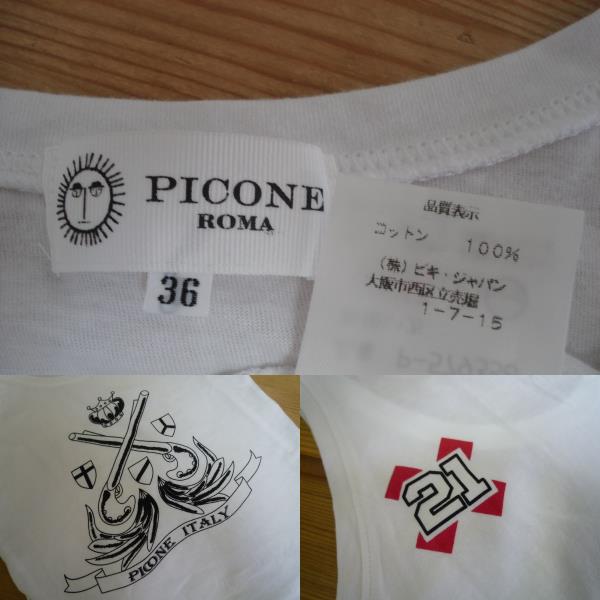 PICONE
ROMA
36
品質表示
コットン 100%
(株)ピキ・ジャパン
大阪市西区立売堀
1-7-15
PICONE ITALY
21